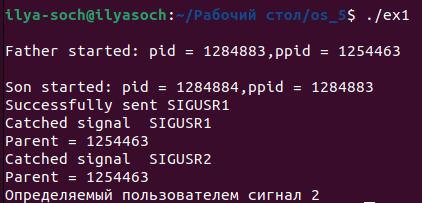 ilya-soch@ilyasoch:~/Рабочий стол/os_5$ ./ex1
Father started: pid = 1284883,ppid = 1254463
Son started: pid = 1284884,ppid = 1284883
Successfully sent SIGUSR1
Catched signal  SIGUSR1
Parent = 1254463
Catched signal  SIGUSR2
Parent = 1254463
Определяемый пользователем сигнал 2